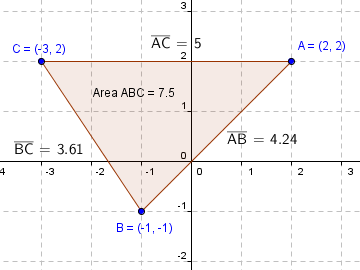 3
C = (-3, 2)
AC = 5
A = (2, 2)
2
Area ABC = 7.5
1
BC = 3.61
AB = 4.24
0
4 -3 -2 -1 0 1 2 3
-1
B = (-1, -1)
-2